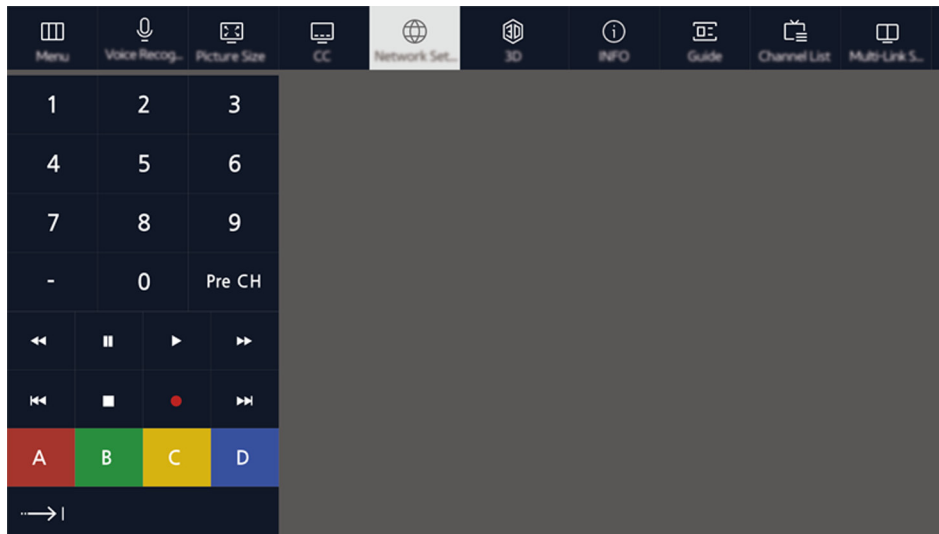 Menu Voice Recog... Picture Size CC Network Set... 3D INFO Guide Channel List Multi-Link S...
1 2 3
4 5 6
7 8 9
- 0 Pre CH
A B C D